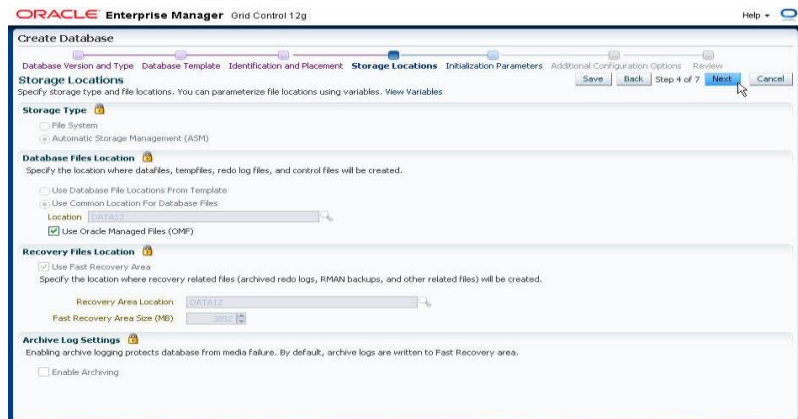 ORACLE Enterprise Manager Grid Control 12g
Help
Create Database
Database Version and Type Database Template Identification and Placement Storage Locations Initialization Parameters Additional Configuration Options Review
Storage Locations
Save Back Step 4 of 7 Next Cancel
Specify storage type and file locations. You can parameterize file locations using variables. View Variables
Storage Type
File System
Automatic Storage Management (ASM)
Database Files Location
Specify the location where datafiles, tempfiles, redo log files, and control files will be created.
Use Database File Locations From Template
Use Common Location For Database Files
Location DATA12
Use Oracle Managed Files (OMF)
Recovery Files Location
Use Fast Recovery Area
Specify the location where recovery related files (archived redo logs, RMAN backups, and other related files) will be created.
Recovery Area Location DATA12
Fast Recovery Area Size (MB)
Archive Log Settings
Enabling archive logging protects database from media failure. By default, archive logs are written to Fast Recovery area.
Enable Archiving